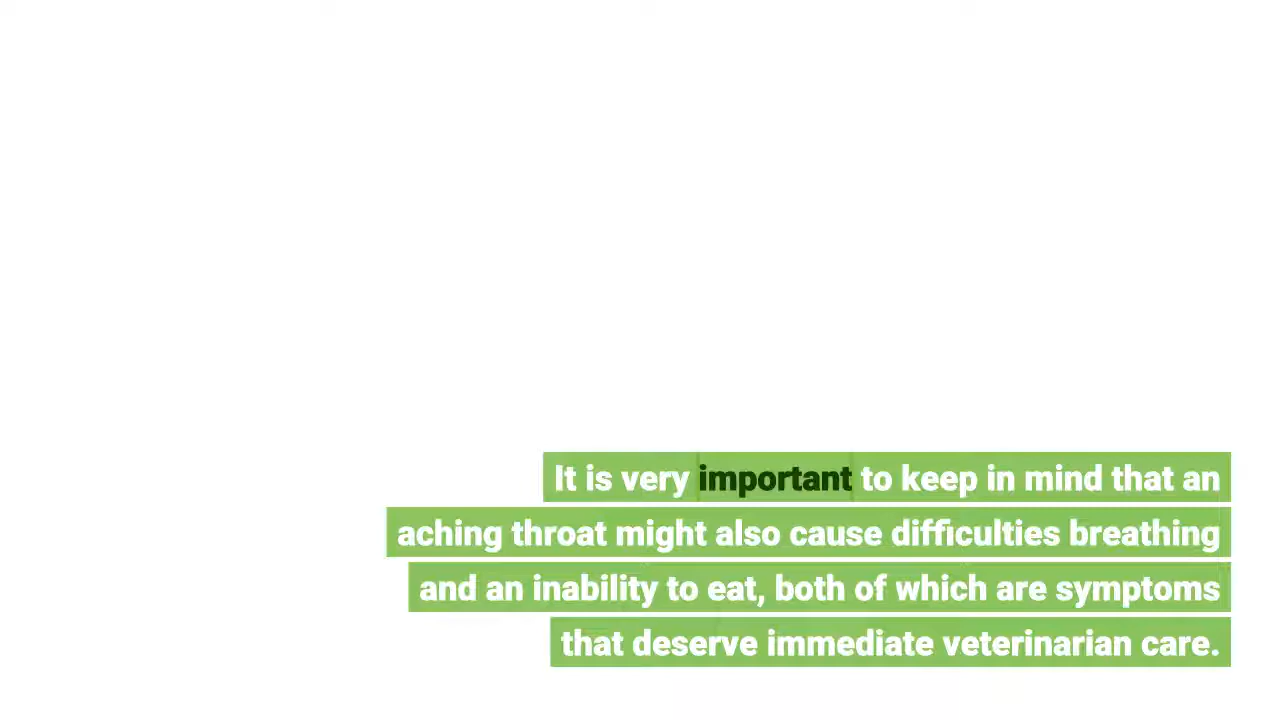 It is very important to keep in mind that an
aching throat might also cause difficulties breathing
and an inability to eat, both of which are symptoms
that deserve immediate veterinarian care.